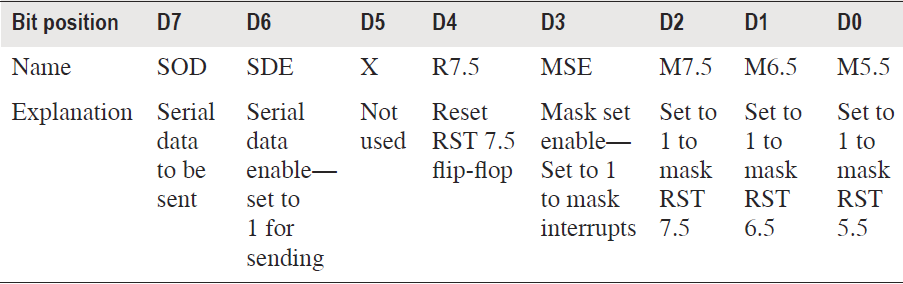 Bit position D7 D6 D5 D4 D3 D2 D1 D0
Name SOD SDE X R7.5 MSE M7.5 M6.5 M5.5
Explanation Serial Serial Not Reset Mask set Set to Set to Set to
data data used RST 7.5 enable— 1 to 1 to 1 to
to be enable— flip-flop Set to 1 mask mask mask
sent set to to mask RST RST RST
1 for interrupts 7.5 6.5 5.5
sending